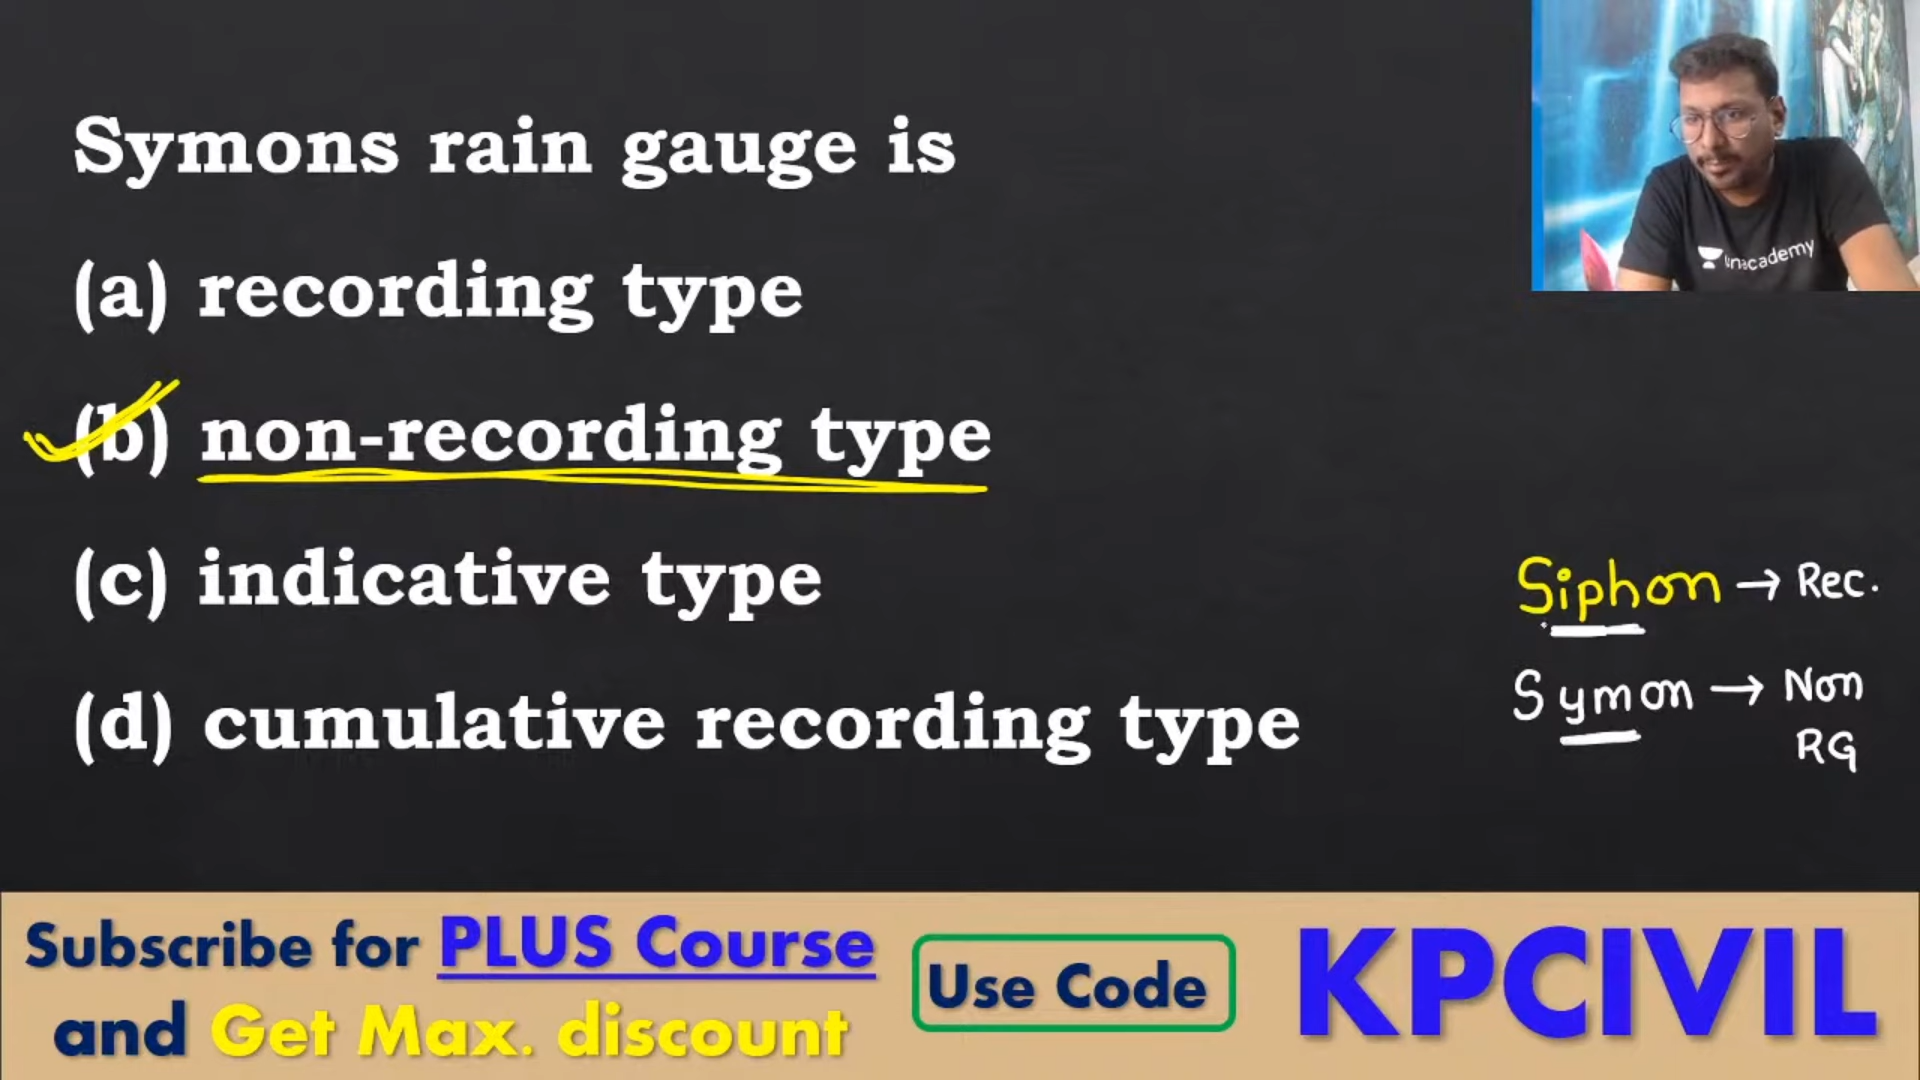 Symons rain gauge is
(a) recording type
(b) non-recording type
(c) indicative type
(d) cumulative recording type
unacademy
Siphon → Rec.
Symon → Non
RG
Subscribe for PLUS Course
and Get Max. discount
Use Code
KPCIVIL